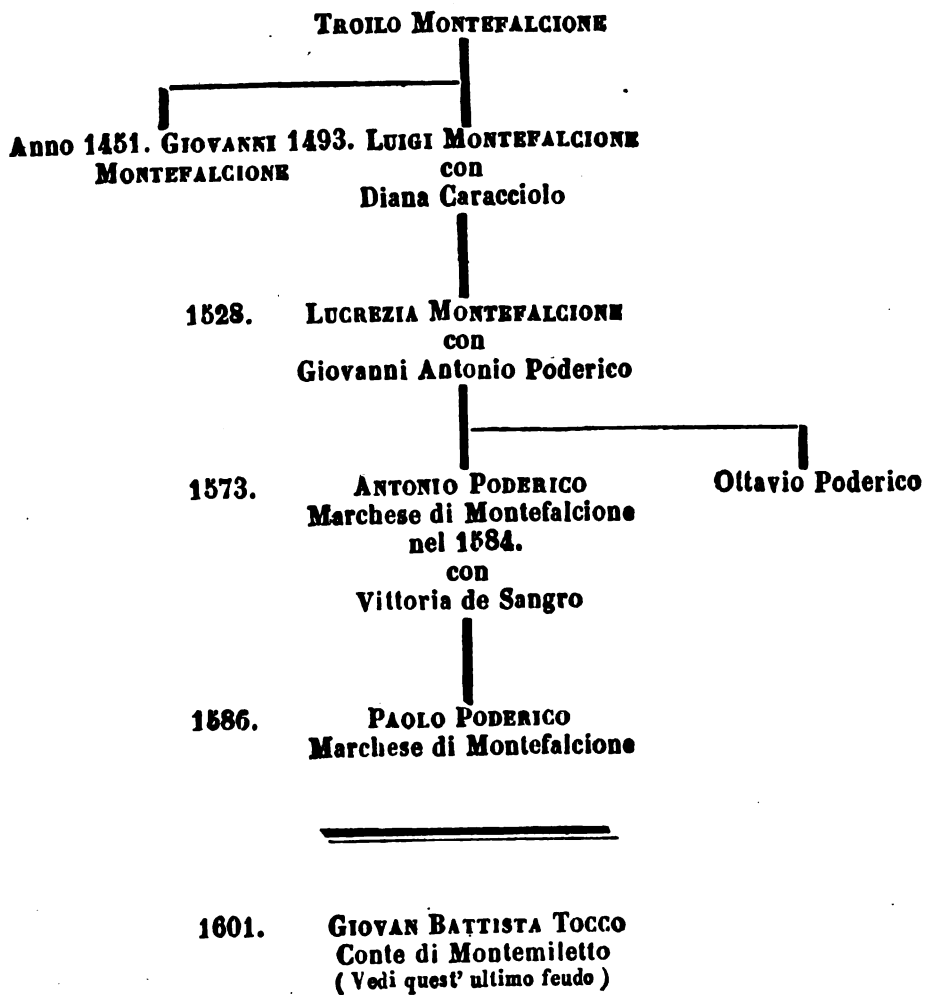 TROILO MONTEFALCIONE
Anno 1451. GIOVANNI 1493. LUIGI MONTEFALCIONE
MONTEFALCIONE con
Diana Caracciolo
1528. LUCREZIA MONTEFALCIONE
con
Giovanni Antonio Poderico
1573. ANTONIO PODERICO Ottavio Poderico
Marchese di Montefalcione
nel 1584.
con
Vittoria de Sangro
1586. PAOLO PODERICO
Marchese di Montefalcione
1601. GIOVAN BATTISTA TOCCO
Conte di Montemiletto
( Vedi quest' ultimo feudo )